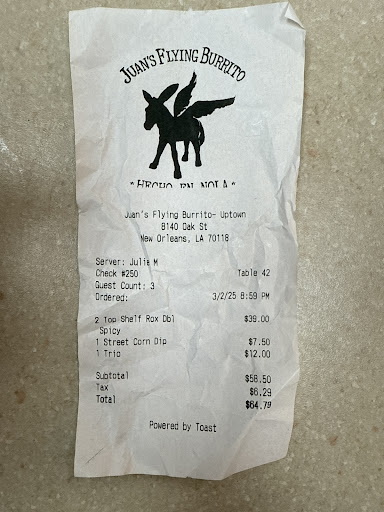 JUAN'S FLYING BURRITO
"HECHO EN NOLA"
Juan's Flying Burrito- Uptown
8140 Oak St
New Orleans, LA 70118
Server: Julie M
Check #250 Table 42
Guest Count: 3
Ordered: 3/2/25 8:59 PM
2 Top Shelf Rox Dbl $39.00
Spicy
1 Street Corn Dip $7.50
1 Trio $12.00
Subtotal $58.50
Tax $6.29
Total $64.79
Powered by Toast